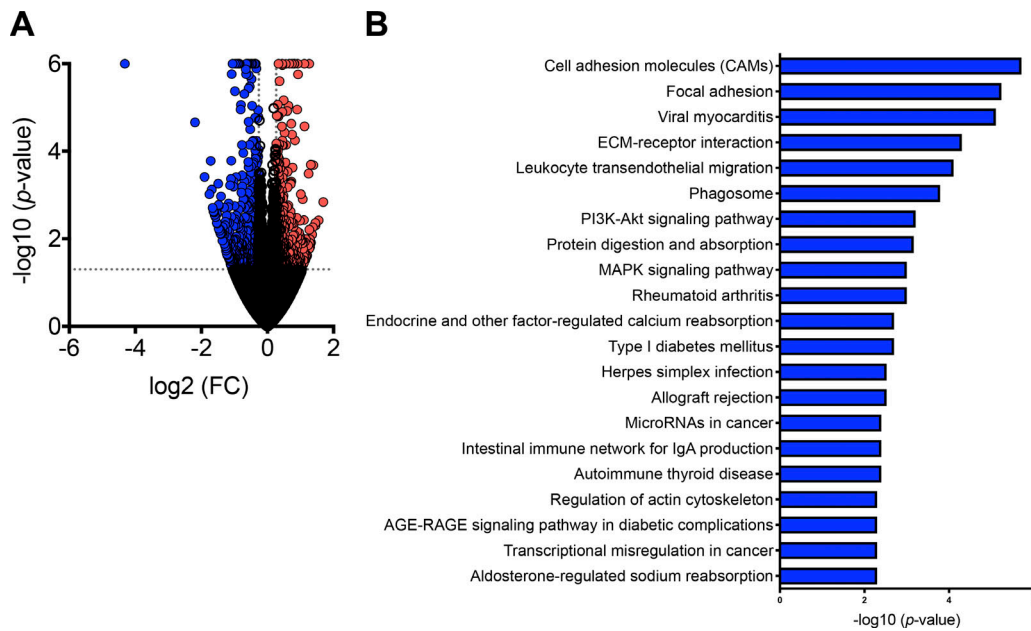 A
6
4
2
0
-6
-4
-2
0
2
-log10 (p-value)
log2 (FC)
B
Cell adhesion molecules (CAMs)
Focal adhesion
Viral myocarditis
ECM-receptor interaction
Leukocyte transendothelial migration
Phagosome
PI3K-Akt signaling pathway
Protein digestion and absorption
MAPK signaling pathway
Rheumatoid arthritis
Endocrine and other factor-regulated calcium reabsorption
Type I diabetes mellitus
Herpes simplex infection
Allograft rejection
MicroRNAs in cancer
Intestinal immune network for IgA production
Autoimmune thyroid disease
Regulation of actin cytoskeleton
AGE-RAGE signaling pathway in diabetic complications
Transcriptional misregulation in cancer
Aldosterone-regulated sodium reabsorption
0
2
4
-log10 (p-value)